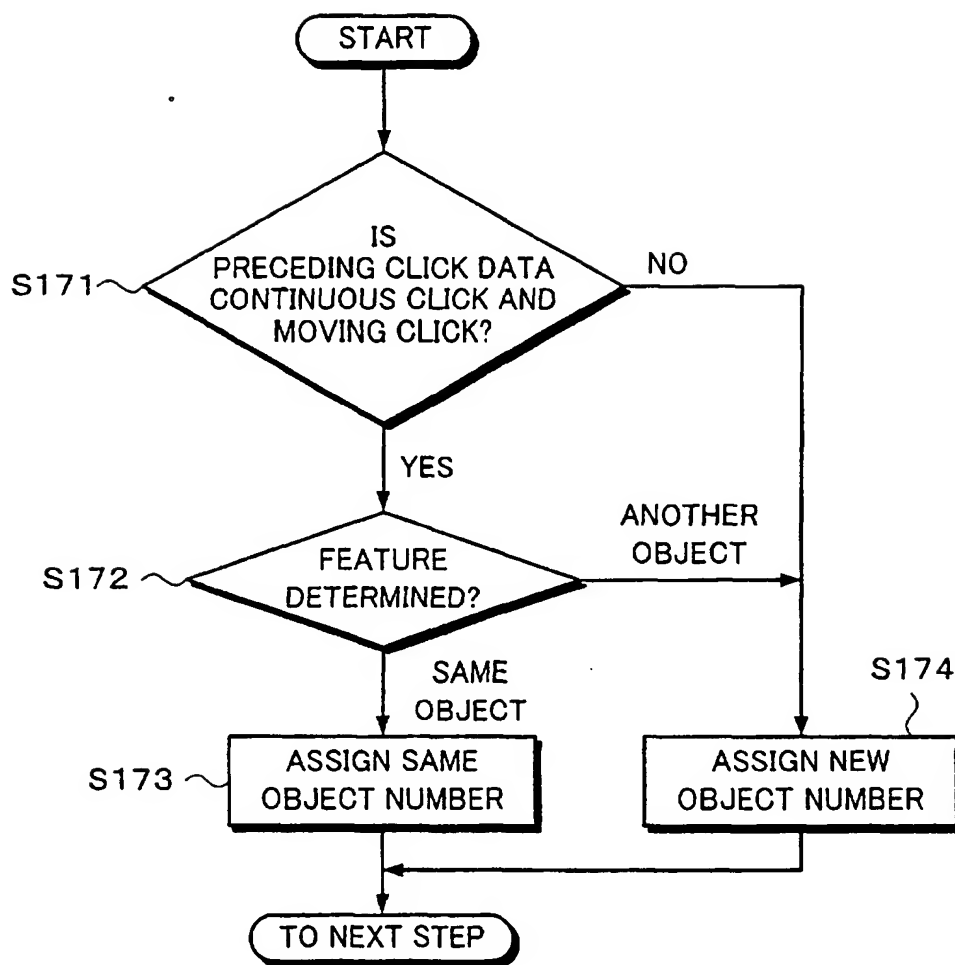 START
IS
PRECEDING CLICK DATA
CONTINUOUS CLICK AND
MOVING CLICK?
S171
NO
YES
FEATURE
DETERMINED?
S172
ANOTHER
OBJECT
SAME
OBJECT
S174
ASSIGN SAME
OBJECT NUMBER
S173
ASSIGN NEW
OBJECT NUMBER
TO NEXT STEP